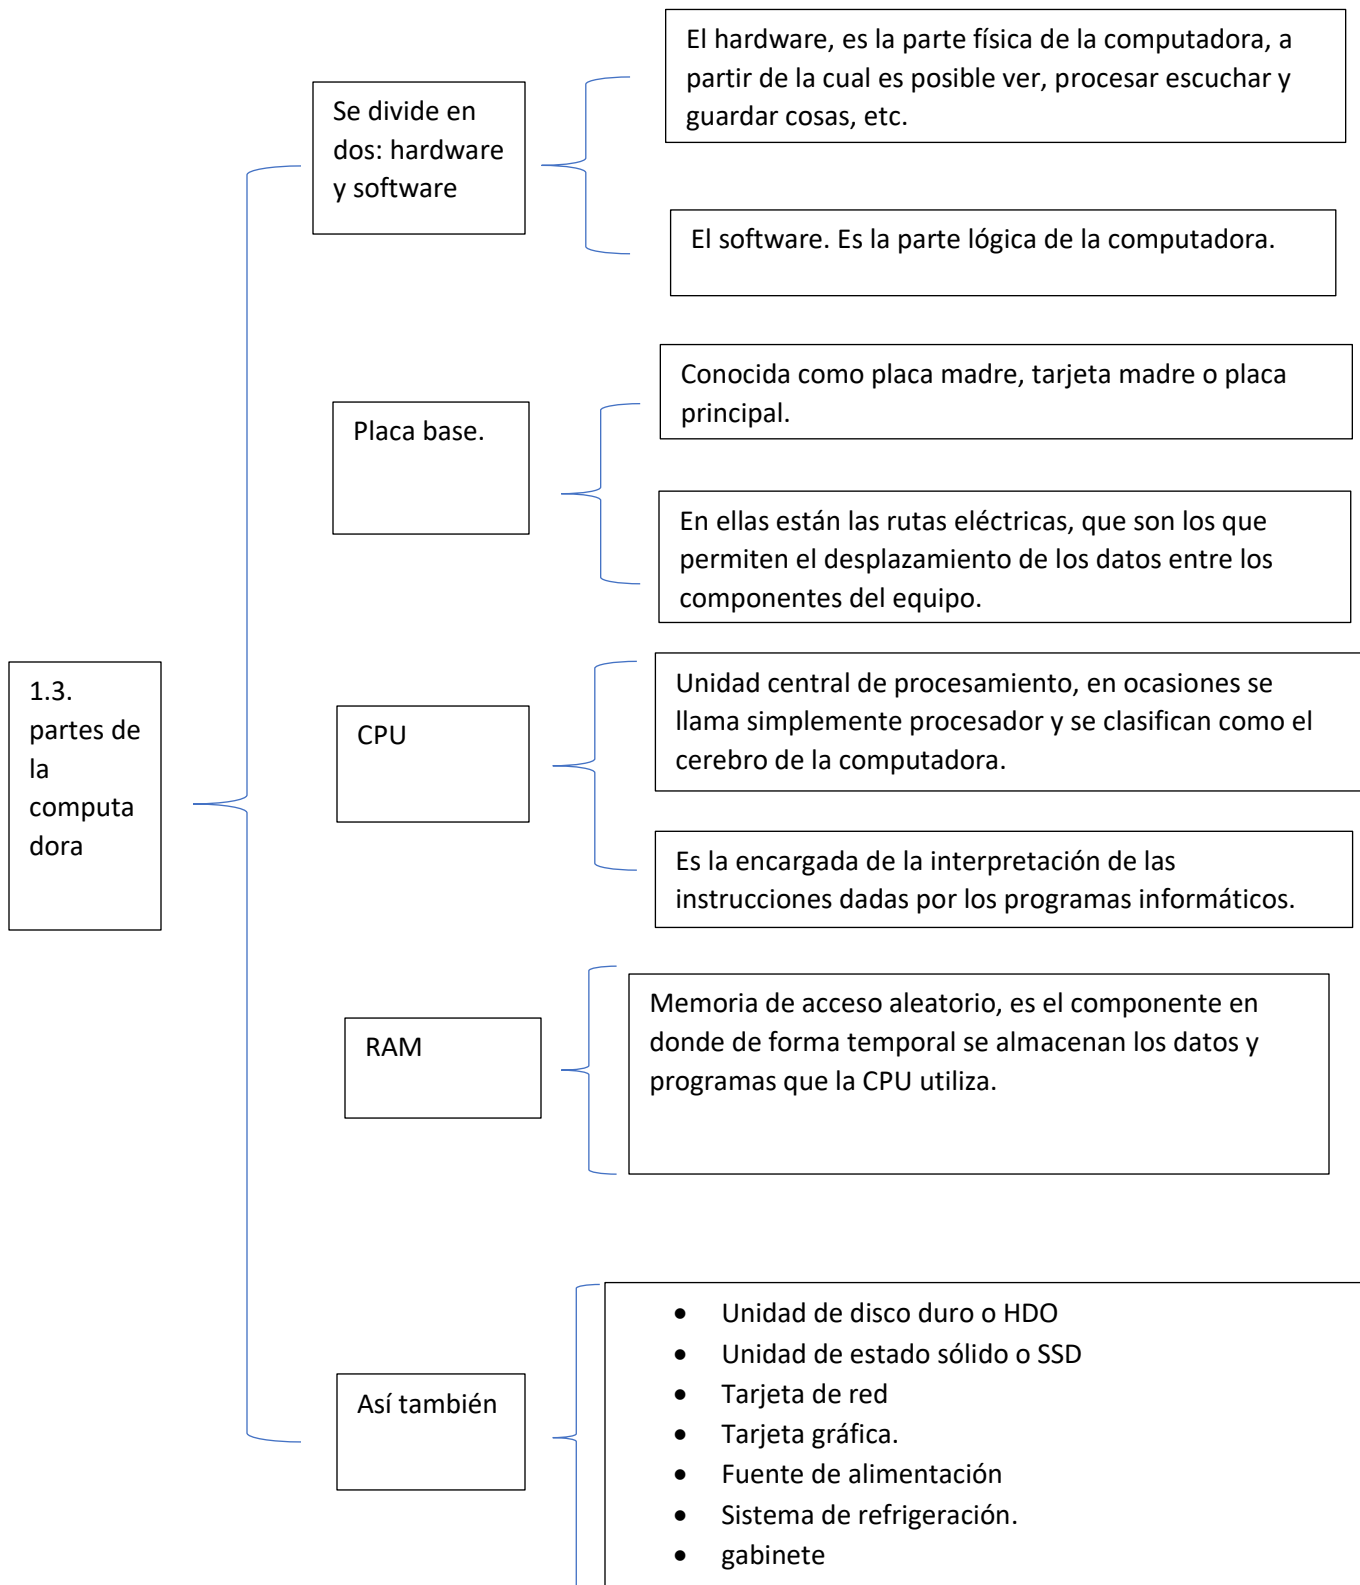 1.3.
partes de
la
computa
dora
Se divide en
dos: hardware
y software
El hardware, es la parte física de la computadora, a
partir de la cual es posible ver, procesar escuchar y
guardar cosas, etc.
El software. Es la parte lógica de la computadora.
Placa base.
Conocida como placa madre, tarjeta madre o placa
principal.
En ellas están las rutas eléctricas, que son los que
permiten el desplazamiento de los datos entre los
componentes del equipo.
CPU
Unidad central de procesamiento, en ocasiones se
llama simplemente procesador y se clasifican como el
cerebro de la computadora.
Es la encargada de la interpretación de las
instrucciones dadas por los programas informáticos.
RAM
Memoria de acceso aleatorio, es el componente en
donde de forma temporal se almacenan los datos y
programas que la CPU utiliza.
Así también
• Unidad de disco duro o HDO
• Unidad de estado sólido o SSD
• Tarjeta de red
• Tarjeta gráfica.
• Fuente de alimentación
• Sistema de refrigeración.
• gabinete